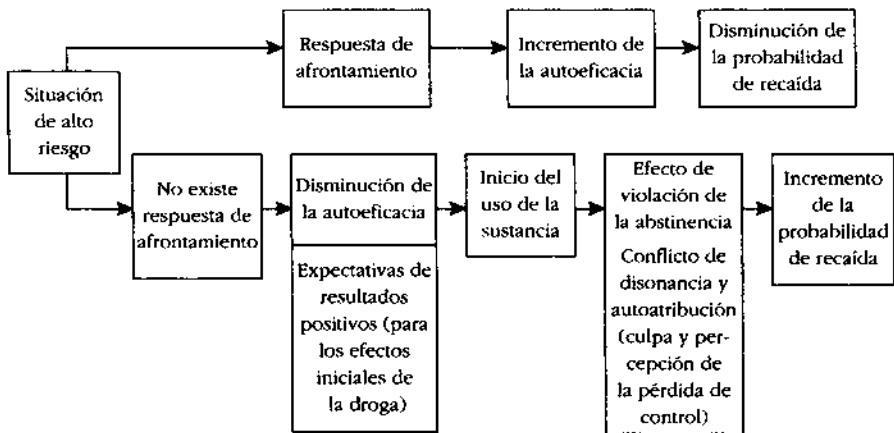 Respuesta de
afrontamiento
Incremento de
la autoeficacia
Disminución de
la probabilidad
de recaída
Situación
de alto
riesgo
No existe
respuesta de
afrontamiento
Disminución de
la autoeficacia
Expectativas de
resultados
positivos (para
los efectos
iniciales de
la droga)
Inicio del
uso de la
sustancia
Efecto de
violación de
la abstinencia
Conflicto de
disonancia y
autoatribución
(culpa y per-
cepción de
la pérdida de
control)
Incremento
de la
probabilidad
de recaída